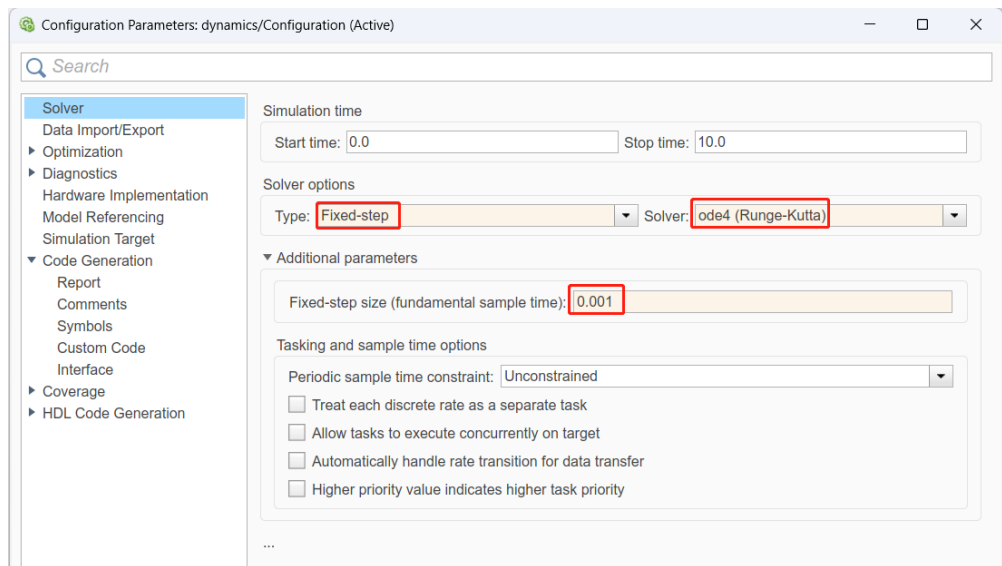 Configuration Parameters: dynamics/Configuration (Active)
Search
Solver
Data Import/Export
Optimization
Diagnostics
Hardware Implementation
Model Referencing
Simulation Target
Code Generation
Report
Comments
Symbols
Custom Code
Interface
Coverage
HDL Code Generation
Simulation time
Start time: 0.0 Stop time: 10.0
Solver options
Type: Fixed-step Solver: ode4 (Runge-Kutta)
Additional parameters
Fixed-step size (fundamental sample time): 0.001
Tasking and sample time options
Periodic sample time constraint: Unconstrained
Treat each discrete rate as a separate task
Allow tasks to execute concurrently on target
Automatically handle rate transition for data transfer
Higher priority value indicates higher task priority
...